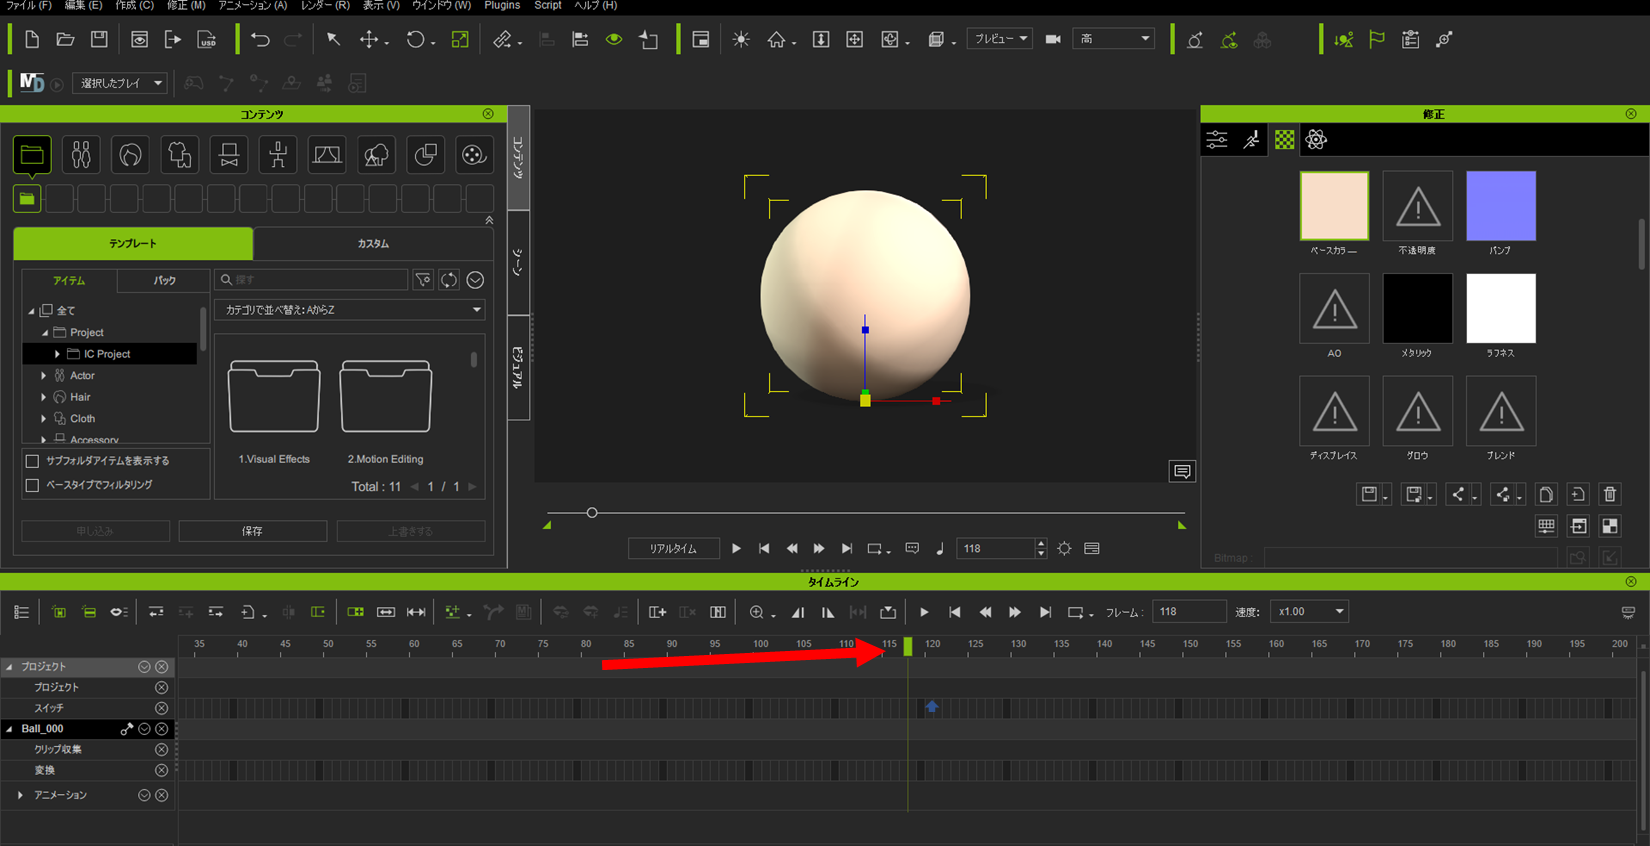 ファイル (F) 編集 (E) 作成 (C) 修正 (M) アニメーション (A) レンダー (R) 表示 (V) ウインドウ (W) Plugins Script ヘルプ (H)
USD
プレビュー 高
MD 選択したプレイ
コンテンツ
修正
テンプレート カスタム
アイテム パック 探す
カテゴリで並べ替え: AからZ
全て
Project
IC Project
Actor
Hair
Cloth
Accessory
1.Visual Effects 2.Motion Editing
Total : 11 1 / 1
サブフォルダアイテムを表示する
ベースタイプでフィルタリング
申し込み 保存 上書きする
コンテンツ
シーン
ビジュアル
ベースカラー 不透明度 バンプ
AO メタリック ラフネス
ディスプレイス グロウ ブレンド
Bitmap :
リアルタイム 118
タイムライン
フレーム : 118 速度: x1.00
35 40 45 50 55 60 65 70 75 80 85 90 95 100 105 110 115 120 125 130 135 140 145 150 155 160 165 170 175 180 185 190 195 200
プロジェクト
プロジェクト
スイッチ
Ball_000
クリップ収集
変換
アニメーション